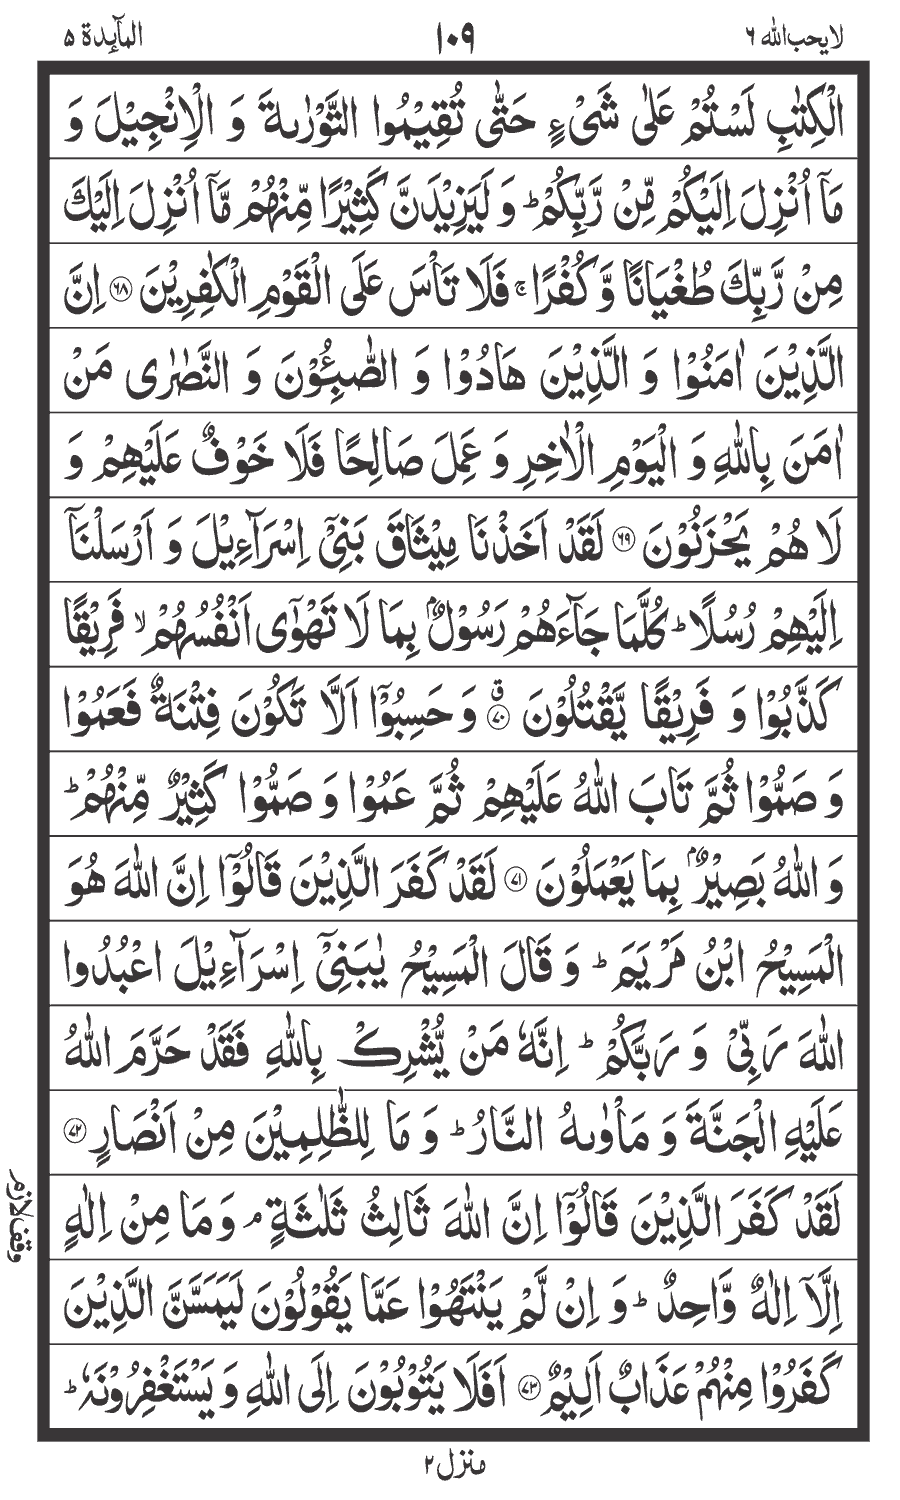 لا يحب الله ٦ ١٠٩ المآىٕدة ٥
الْكِتٰبِ لَسْتُمْ عَلٰى شَیْءٍ حَتّٰى تُقِیْمُوا التَّوْرٰىةَ وَ الْاِنْجِیْلَ وَ
مَاۤ اُنْزِلَ اِلَیْكُمْ مِّنْ رَّبِّكُمْؕ وَ لَیَزِیْدَنَّ كَثِیْرًا مِّنْهُمْ مَّاۤ اُنْزِلَ اِلَیْكَ
مِنْ رَّبِّكَ طُغْیَانًا وَّ كُفْرًاۚ فَلَا تَاْسَ عَلَى الْقَوْمِ الْكٰفِرِیْنَ ﴿۶۸﴾ اِنَّ
الَّذِیْنَ اٰمَنُوْا وَ الَّذِیْنَ هَادُوْا وَ الصّٰبِـُٔوْنَ وَ النَّصٰرٰى مَنْ
اٰمَنَ بِاللّٰهِ وَ الْیَوْمِ الْاٰخِرِ وَ عَمِلَ صَالِحًا فَلَا خَوْفٌ عَلَیْهِمْ وَ
لَا هُمْ یَحْزَنُوْنَ ﴿۶۹﴾ لَقَدْ اَخَذْنَا مِیْثَاقَ بَنِیْۤ اِسْرَآءِیْلَ وَ اَرْسَلْنَاۤ
اِلَیْهِمْ رُسُلًاؕ كُلَّمَا جَآءَهُمْ رَسُوْلٌۢ بِمَا لَا تَهْوٰۤى اَنْفُسُهُمْۙ فَرِیْقًا
كَذَّبُوْا وَ فَرِیْقًا یَّقْتُلُوْنَ ﴿۷۰﴾ق وَ حَسِبُوْۤا اَلَّا تَكُوْنَ فِتْنَةٌ فَعَمُوْا
وَ صَمُّوْا ثُمَّ تَابَ اللّٰهُ عَلَیْهِمْ ثُمَّ عَمُوْا وَ صَمُّوْا كَثِیْرٌ مِّنْهُمْؕ
وَ اللّٰهُ بَصِیْرٌۢ بِمَا یَعْمَلُوْنَ ﴿۷۱﴾ لَقَدْ كَفَرَ الَّذِیْنَ قَالُوْۤا اِنَّ اللّٰهَ هُوَ
الْمَسِیْحُ ابْنُ مَرْیَمَؕ وَ قَالَ الْمَسِیْحُ یٰبَنِیْۤ اِسْرَآءِیْلَ اعْبُدُوا
اللّٰهَ رَبِّیْ وَ رَبَّكُمْؕ اِنَّهٗ مَنْ یُّشْرِكْ بِاللّٰهِ فَقَدْ حَرَّمَ اللّٰهُ
عَلَیْهِ الْجَنَّةَ وَ مَاْوٰىهُ النَّارُؕ وَ مَا لِلظّٰلِمِیْنَ مِنْ اَنْصَارٍ ﴿۷۲﴾
لَقَدْ كَفَرَ الَّذِیْنَ قَالُوْۤا اِنَّ اللّٰهَ ثَالِثُ ثَلٰثَةٍۘ وَ مَا مِنْ اِلٰهٍ
وقف لازم
اِلَّاۤ اِلٰهٌ وَّاحِدٌؕ وَ اِنْ لَّمْ یَنْتَهُوْا عَمَّا یَقُوْلُوْنَ لَیَمَسَّنَّ الَّذِیْنَ
كَفَرُوْا مِنْهُمْ عَذَابٌ اَلِیْمٌ ﴿۷۳﴾ اَفَلَا یَتُوْبُوْنَ اِلَى اللّٰهِ وَ یَسْتَغْفِرُوْنَهٗؕ
منزل ۲